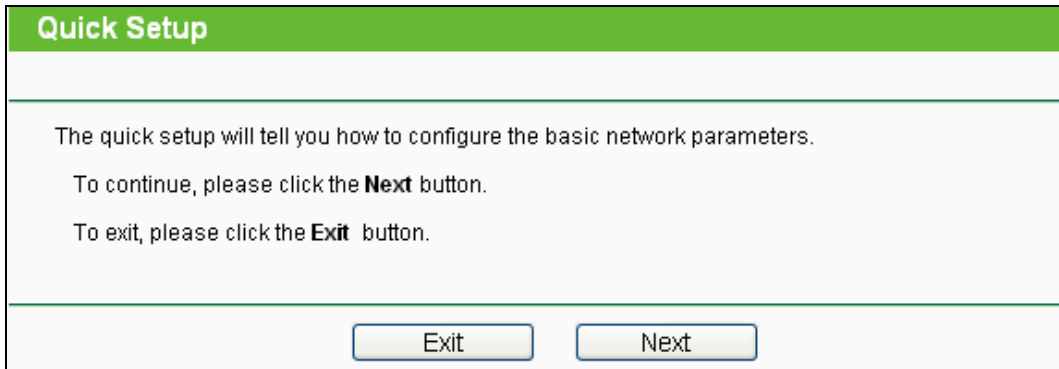 Quick Setup
The quick setup will tell you how to configure the basic network parameters.
To continue, please click the Next button.
To exit, please click the Exit button.
Exit Next